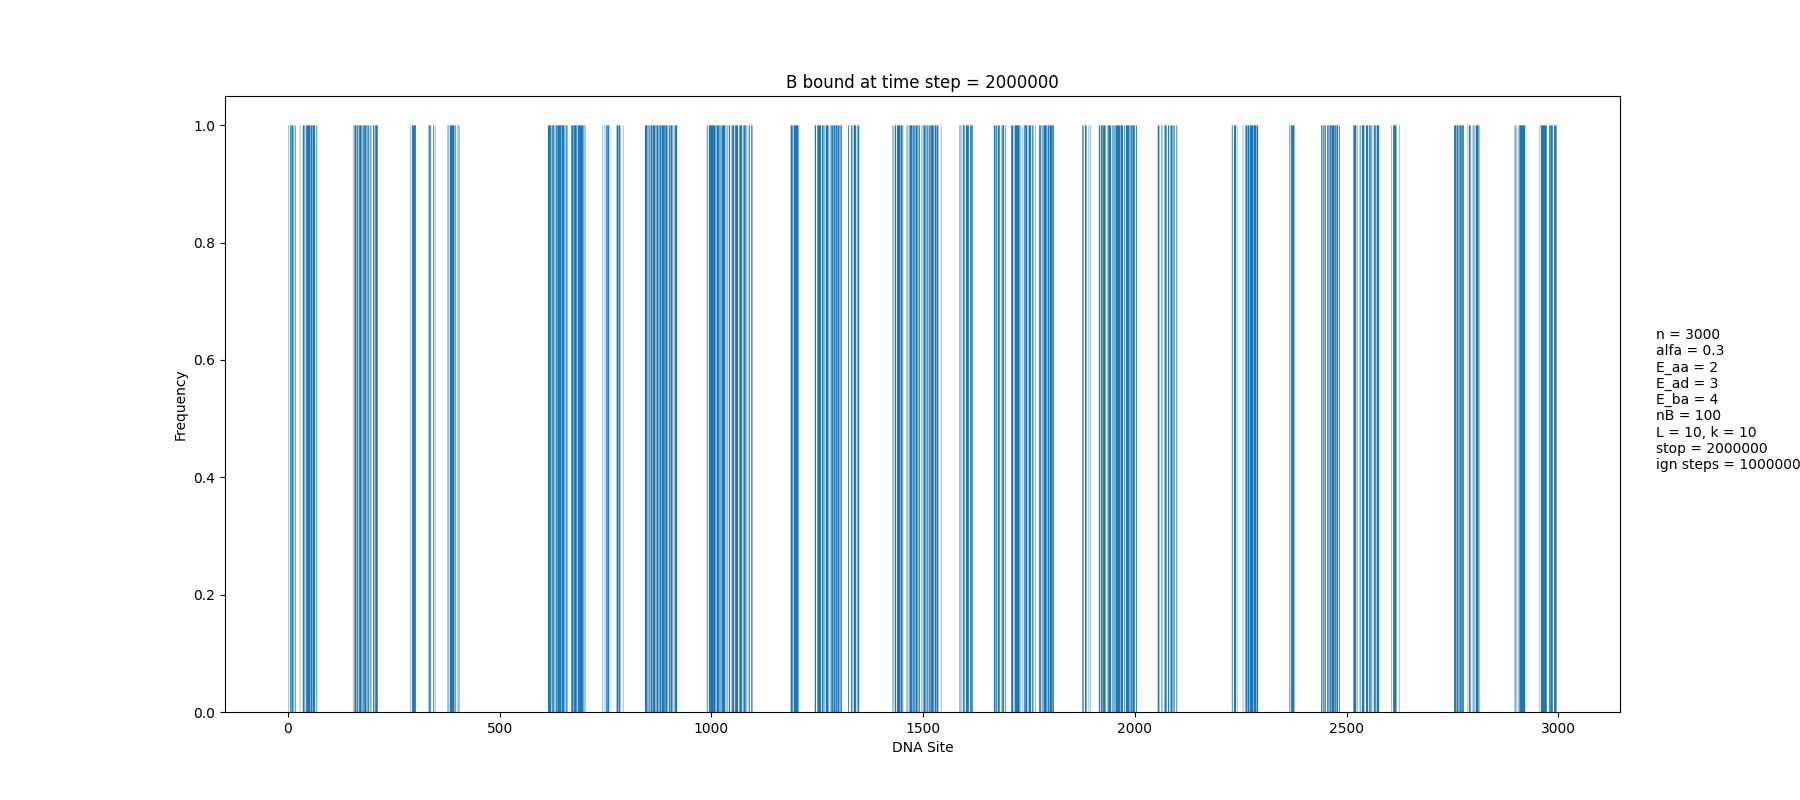 B bound at time step = 2000000
1.0
0.8
0.6
0.4
0.2
0.0
Frequency
0 500 1000 1500 2000 2500 3000
DNA Site
n = 3000
alfa = 0.3
E_aa = 2
E_ad = 3
E_ba = 4
nB = 100
L = 10, k = 10
stop = 2000000
ign steps = 1000000